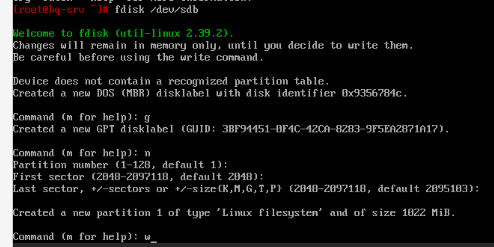 [root@hq-srv ~]# fdisk /dev/sdb
Welcome to fdisk (util-linux 2.39.2).
Changes will remain in memory only, until you decide to write them.
Be careful before using the write command.
Device does not contain a recognized partition table.
Created a new DOS (MBR) disklabel with disk identifier 0x9356784c.
Command (m for help): g
Created a new GPT disklabel (GUID: 3BF94451-0F4C-42CA-8283-9F5EA2871A17).
Command (m for help): n
Partition number (1-128, default 1):
First sector (2048-2097118, default 2048):
Last sector, +/-sectors or +/-size{K,M,G,T,P} (2048-2097118, default 2095103):
Created a new partition 1 of type 'Linux filesystem' and of size 1022 MiB.
Command (m for help): w_